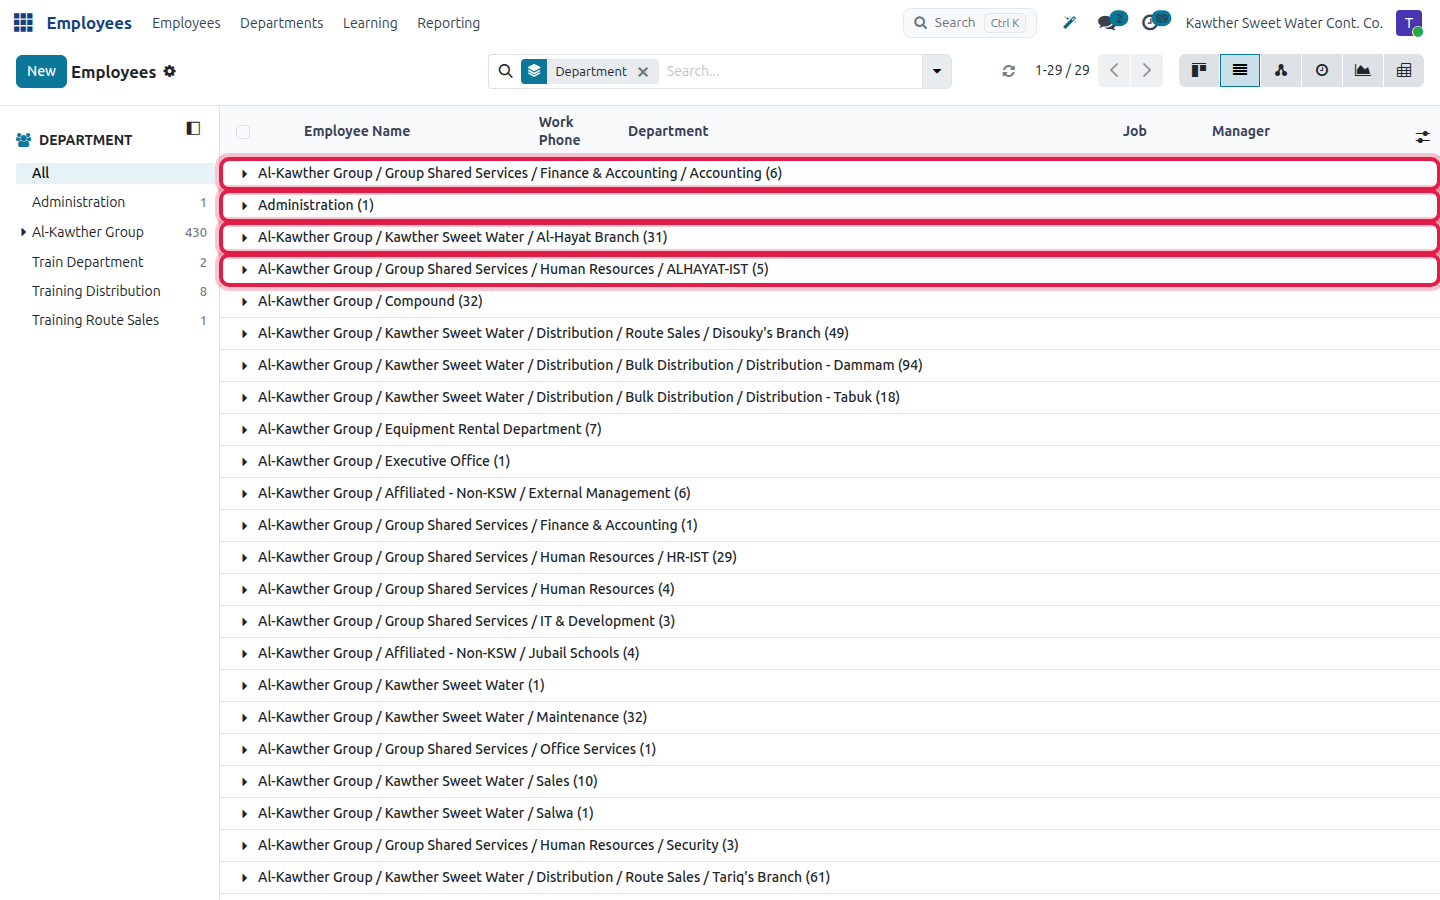 Employees Employees Departments Learning Reporting Search Ctrl K 2 Kawther Sweet Water Cont. Co. T
New Employees Department Search... 1-29 / 29
DEPARTMENT
All
Administration 1
Al-Kawther Group 430
Train Department 2
Training Distribution 8
Training Route Sales 1
Employee Name Work Phone Department Job Manager
Al-Kawther Group / Group Shared Services / Finance & Accounting / Accounting (6)
Administration (1)
Al-Kawther Group / Kawther Sweet Water / Al-Hayat Branch (31)
Al-Kawther Group / Group Shared Services / Human Resources / ALHAYAT-IST (5)
Al-Kawther Group / Compound (32)
Al-Kawther Group / Kawther Sweet Water / Distribution / Route Sales / Disouky's Branch (49)
Al-Kawther Group / Kawther Sweet Water / Distribution / Bulk Distribution / Distribution - Dammam (94)
Al-Kawther Group / Kawther Sweet Water / Distribution / Bulk Distribution / Distribution - Tabuk (18)
Al-Kawther Group / Equipment Rental Department (7)
Al-Kawther Group / Executive Office (1)
Al-Kawther Group / Affiliated - Non-KSW / External Management (6)
Al-Kawther Group / Group Shared Services / Finance & Accounting (1)
Al-Kawther Group / Group Shared Services / Human Resources / HR-IST (29)
Al-Kawther Group / Group Shared Services / Human Resources (4)
Al-Kawther Group / Group Shared Services / IT & Development (3)
Al-Kawther Group / Affiliated - Non-KSW / Jubail Schools (4)
Al-Kawther Group / Kawther Sweet Water (1)
Al-Kawther Group / Kawther Sweet Water / Maintenance (32)
Al-Kawther Group / Group Shared Services / Office Services (1)
Al-Kawther Group / Kawther Sweet Water / Sales (10)
Al-Kawther Group / Kawther Sweet Water / Salwa (1)
Al-Kawther Group / Group Shared Services / Human Resources / Security (3)
Al-Kawther Group / Kawther Sweet Water / Distribution / Route Sales / Tariq's Branch (61)